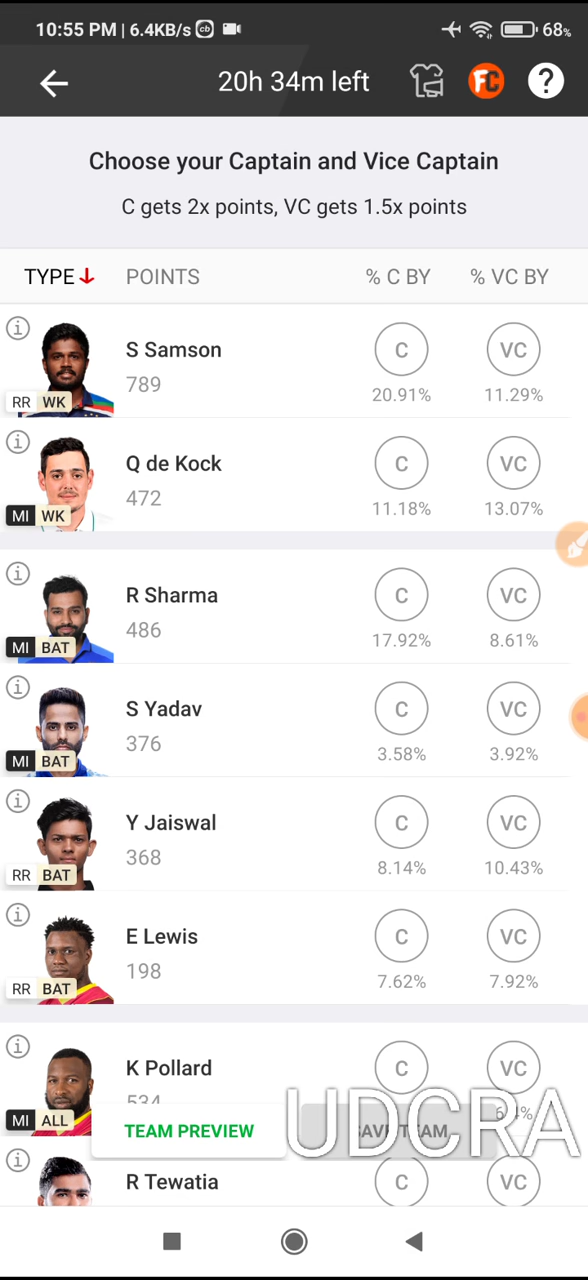 10:55 PM | 6.4KB/s cb 68%
20h 34m left FC ?
Choose your Captain and Vice Captain
C gets 2x points, VC gets 1.5x points
TYPE POINTS % C BY % VC BY
i S Samson C VC
789 20.91% 11.29%
RR WK
i Q de Kock C VC
472 11.18% 13.07%
MI WK
i R Sharma C VC
486 17.92% 8.61%
MI BAT
i S Yadav C VC
376 3.58% 3.92%
MI BAT
i Y Jaiswal C VC
368 8.14% 10.43%
RR BAT
i E Lewis C VC
198 7.62% 7.92%
RR BAT
i K Pollard C VC
534
MI ALL
TEAM PREVIEW SAVE TEAM
UDCRA
i R Tewatia C VC